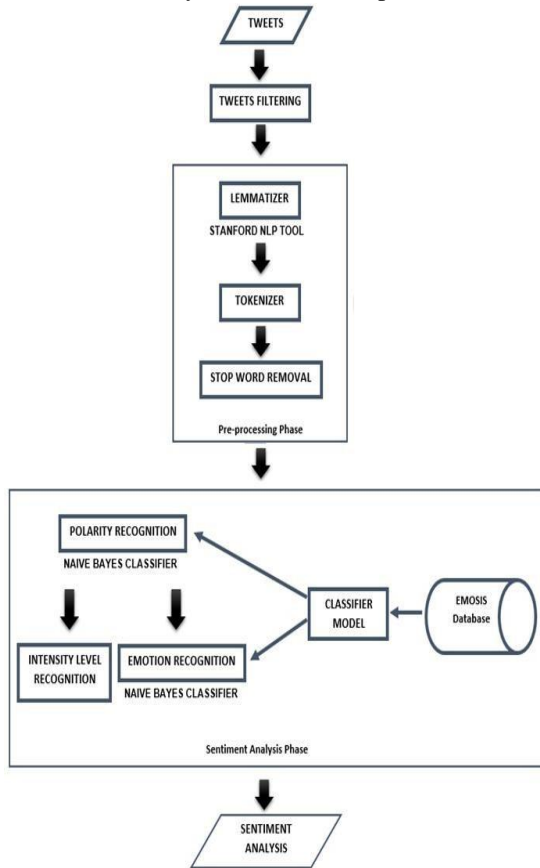 TWEETS
TWEETS FILTERING
LEMMATIZER
STANFORD NLP TOOL
TOKENIZER
STOP WORD REMOVAL
Pre-processing Phase
POLARITY RECOGNITION
NAIVE BAYES CLASSIFIER
CLASSIFIER
MODEL
EMOSIS
Database
INTENSITY LEVEL
RECOGNITION
EMOTION RECOGNITION
NAIVE BAYES CLASSIFIER
Sentiment Analysis Phase
SENTIMENT
ANALYSIS